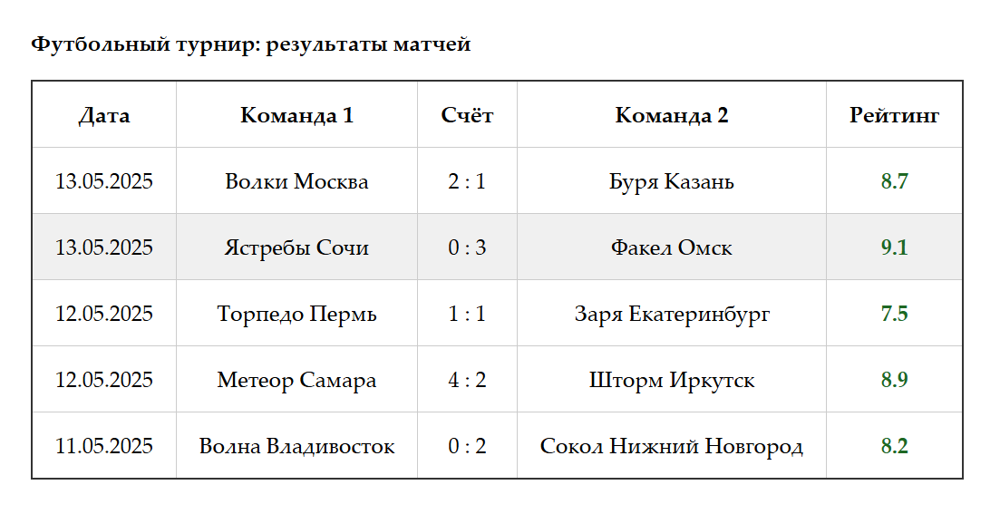 Футбольный турнир: результаты матчей
Дата Команда 1 Счёт Команда 2 Рейтинг
13.05.2025 Волки Москва 2 : 1 Буря Казань 8.7
13.05.2025 Ястребы Сочи 0 : 3 Факел Омск 9.1
12.05.2025 Торпедо Пермь 1 : 1 Заря Екатеринбург 7.5
12.05.2025 Метеор Самара 4 : 2 Шторм Иркутск 8.9
11.05.2025 Волна Владивосток 0 : 2 Сокол Нижний Новгород 8.2